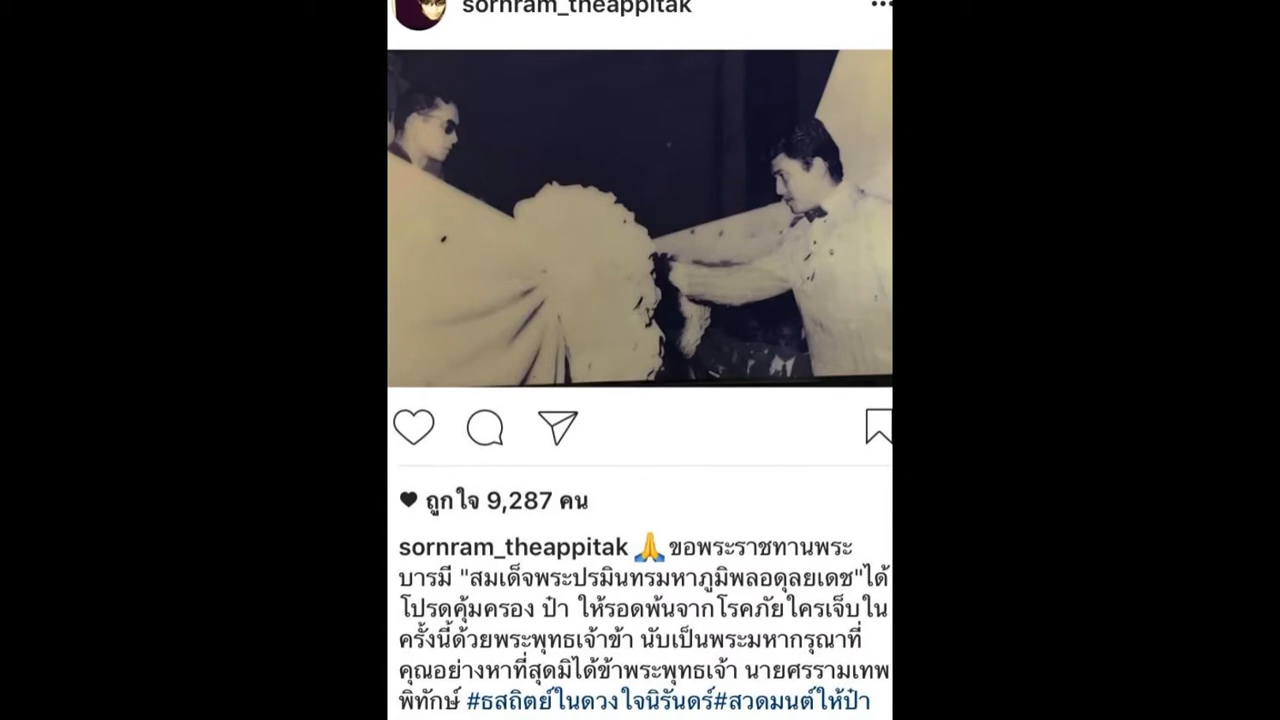 sornram_theappitak
ถูกใจ 9,287 คน
sornram_theappitak 🙏ขอพระราชทานพระ
บารมี "สมเด็จพระปรมินทรมหาภูมิพลอดุลยเดช"ได้
โปรดคุ้มครอง ป๋า ให้รอดพ้นจากโรคภัยใครเจ็บใน
ครั้งนี้ด้วยพระพุทธเจ้าข้า นับเป็นพระมหากรุณาที่
คุณอย่างหาที่สุดมิได้ข้าพระพุทธเจ้า นายศรรามเทพ
พิทักษ์ #ธสถิตย์ในดวงใจนิรันดร์#สวดมนต์ให้ป๋า